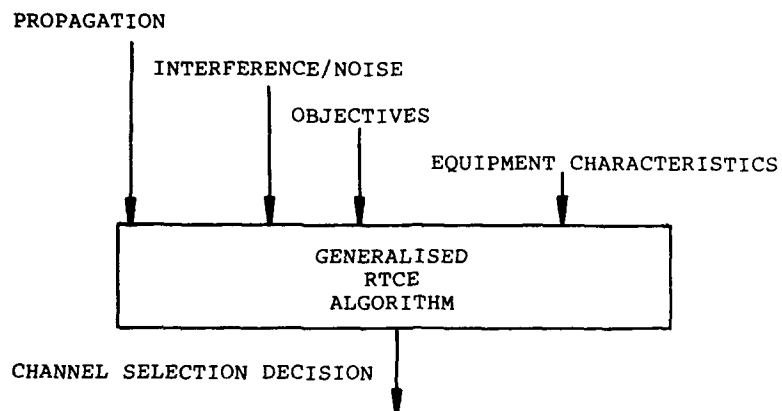 PROPAGATION
INTERFERENCE/NOISE
OBJECTIVES
EQUIPMENT CHARACTERISTICS
GENERALISED
RTCE
ALGORITHM
CHANNEL SELECTION DECISION